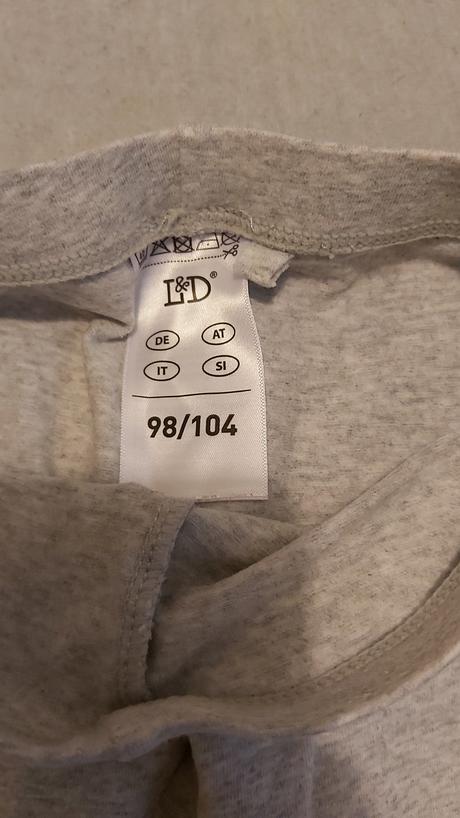 L&D®
DE AT
IT SI
98/104